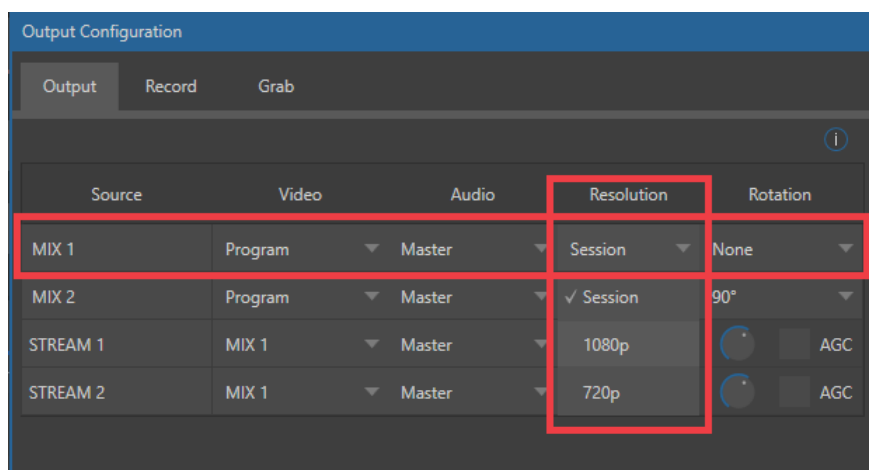 Output Configuration
Output Record Grab
i
Source Video Audio Resolution Rotation
MIX 1 Program Master Session None
MIX 2 Program Master ✓ Session 90°
STREAM 1 MIX 1 Master 1080p AGC
STREAM 2 MIX 1 Master 720p AGC